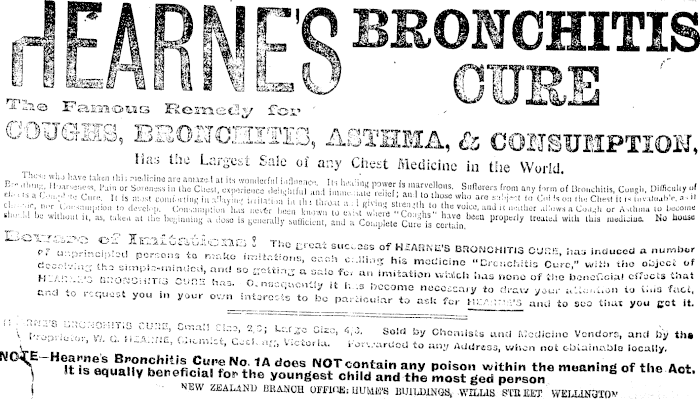 HEARNE'S BRONCHITIS
CURE
The Famous Remedy for
COUGHS, BRONCHITIS, ASTHMA, & CONSUMPTION,
Has the Largest Sale of any Chest Medicine in the World.
Those who have taken this medicine are amazed at its wonderful influence. Its healing power is marvellous. Sufferers from any form of Bronchitis, Cough, Difficulty of
Breathing, Hoarseness, Pain or Soreness in the Chest, experience delightful and immediate relief; and to those who are subject to Colds on the Chest it is invaluable, as it
effects a Complete Cure. It is most comforting in allaying irritation in the throat and giving strength to the voice, and it neither allows a Cough or Asthma to become
chronic, nor Consumption to develop. Consumption has never been known to exist where "Coughs" have been properly treated with this medicine. No house
should be without it, as, taken at the beginning a dose is generally sufficient, and a Complete Cure is certain.
Beware of Imitations! The great success of HEARNE'S BRONCHITIS CURE, has induced a number
of unprincipled persons to make imitations, each calling his medicine "Bronchitis Cure," with the object of
deceiving the simple-minded, and so getting a sale for an imitation which has none of the beneficial effects that
HEARNE'S BRONCHITIS CURE has. Consequently it has become necessary to draw your attention to this fact,
and to request you in your own interests to be particular to ask for HEARNE'S and to see that you get it.
HEARNE'S BRONCHITIS CURE, Small Size, 2/6; Large Size, 4/6. Sold by Chemists and Medicine Vendors, and by the
Proprietor, W. G. HEARNE, Chemist, Geelong, Victoria. Forwarded to any Address, when not obtainable locally.
NOTE—Hearne's Bronchitis Cure No. 1A does NOT contain any poison within the meaning of the Act.
It is equally beneficial for the youngest child and the most ged person
NEW ZEALAND BRANCH OFFICE: HUME'S BUILDINGS, WILLIS STREET WELLINGTON